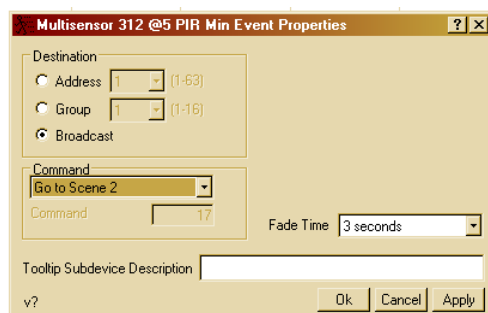 Multisensor 312 @5 PIR Min Event Properties
Destination
Address 1 (1-63)
Group 1 (1-16)
Broadcast
Command
Go to Scene 2
Command 17
Fade Time 3 seconds
Tooltip Subdevice Description
v? Ok Cancel Apply